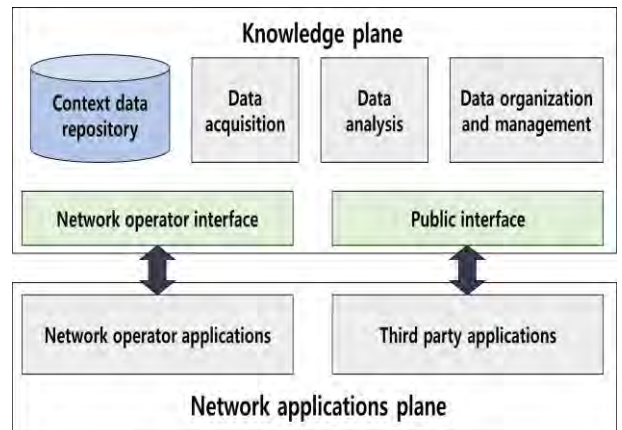 Knowledge plane
Context data
repository
Data
acquisition
Data
analysis
Data organization
and management
Network operator interface
Public interface
Network operator applications
Third party applications
Network applications plane